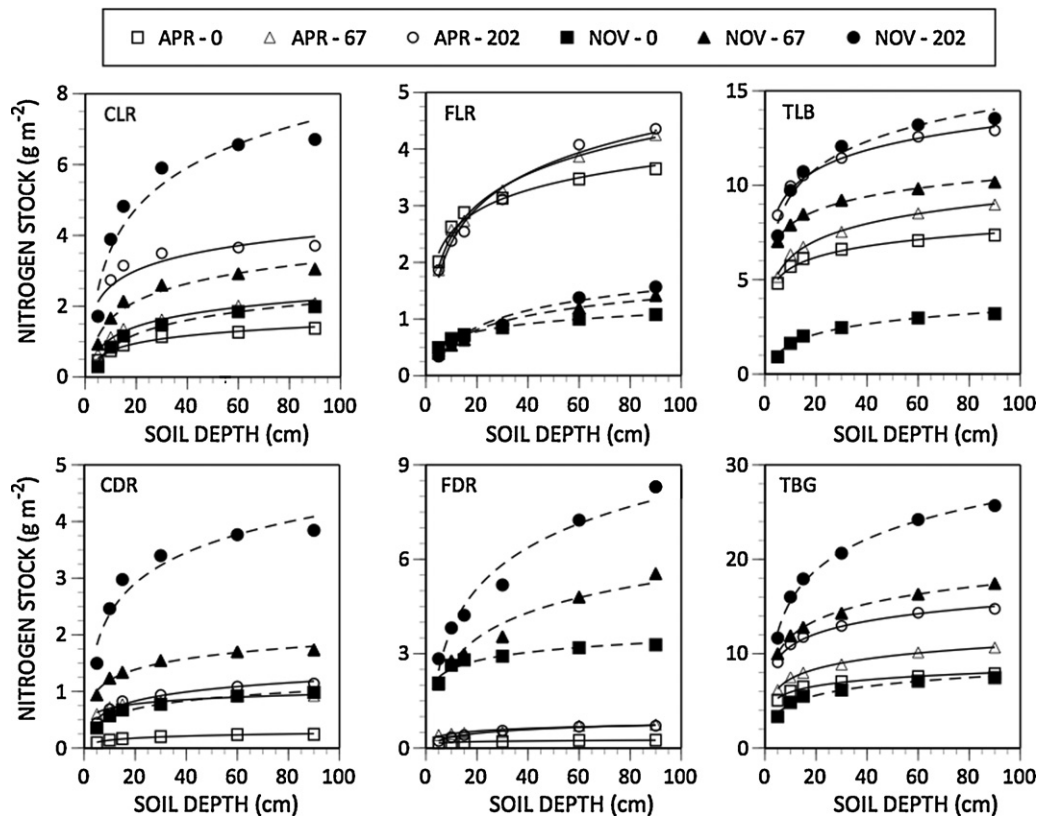 APR - 0 APR - 67 APR - 202 NOV - 0 NOV - 67 NOV - 202
NITROGEN STOCK (g m⁻²)
8
6
4
2
0
CLR
0 20 40 60 80 100
SOIL DEPTH (cm)
5
4
3
2
1
0
FLR
0 20 40 60 80 100
SOIL DEPTH (cm)
15
10
5
0
TLB
0 20 40 60 80 100
SOIL DEPTH (cm)
NITROGEN STOCK (g m⁻²)
5
4
3
2
1
0
CDR
0 20 40 60 80 100
SOIL DEPTH (cm)
9
6
3
0
FDR
0 20 40 60 80 100
SOIL DEPTH (cm)
30
20
10
0
TBG
0 20 40 60 80 100
SOIL DEPTH (cm)